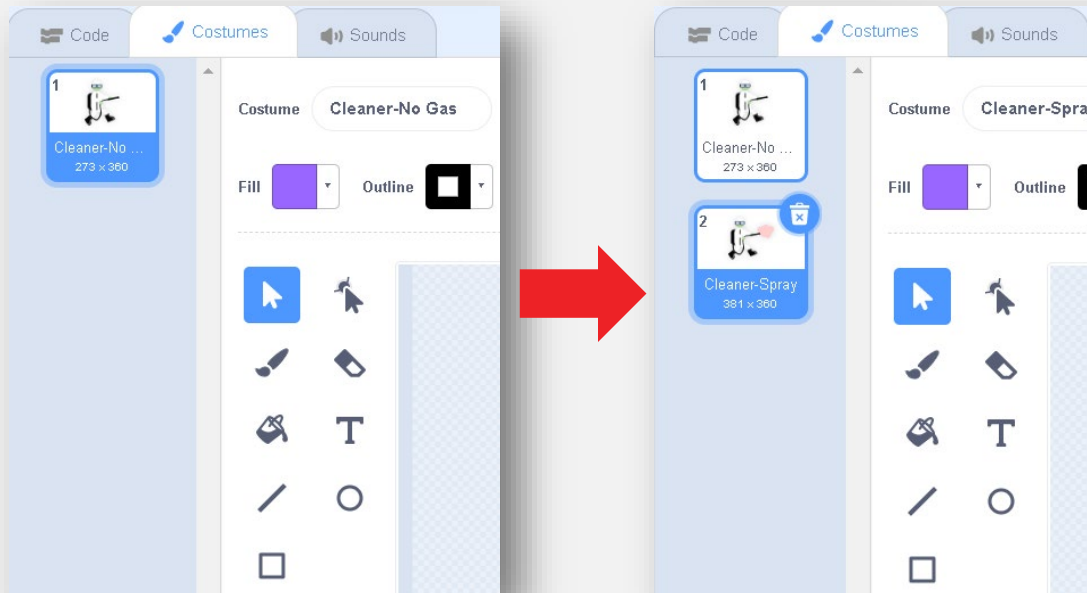 Code Costumes Sounds
1
Cleaner-No ...
273 × 360
Costume Cleaner-No Gas
Fill Outline
T
Code Costumes Sounds
1
Cleaner-No ...
273 × 360
2
Cleaner-Spray
381 × 360
Costume Cleaner-Spra
Fill Outline
T